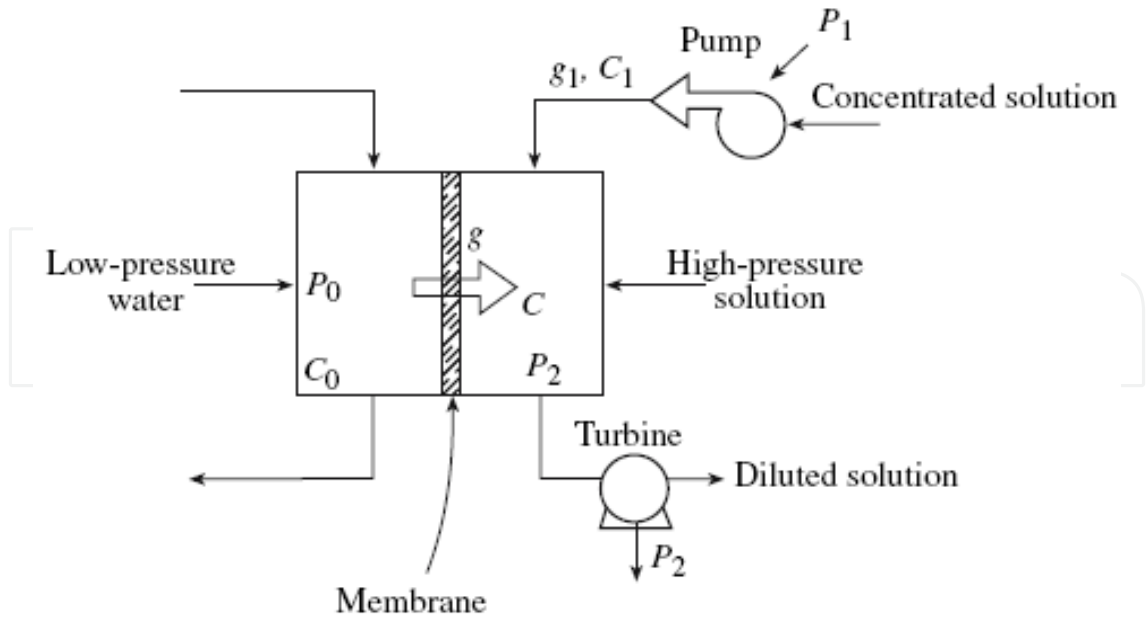 P1
Pump
g1, C1
Concentrated solution
g
Low-pressure
water
P0
C
High-pressure
solution
C0
P2
Turbine
Diluted solution
P2
Membrane